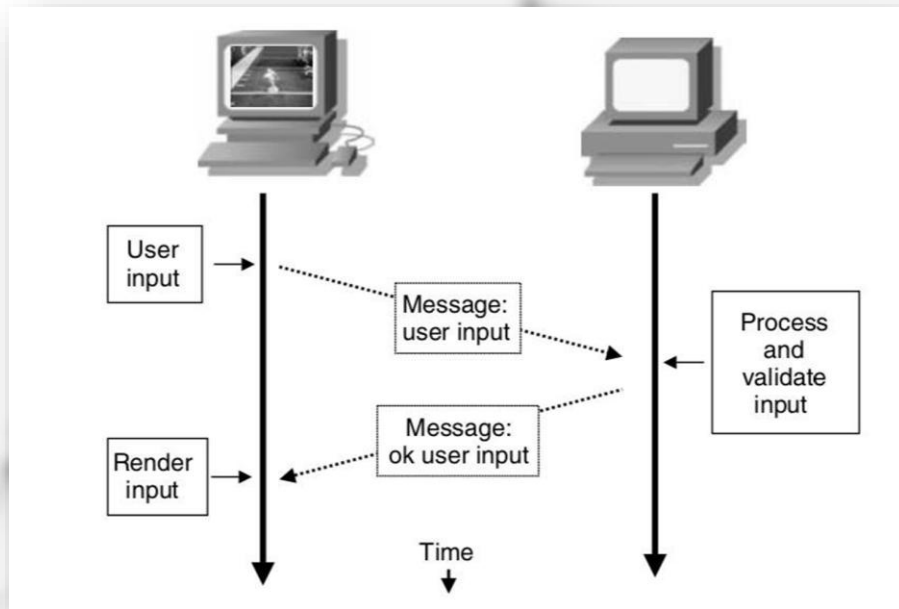 User
input
Message:
user input
Process
and
validate
input
Message:
ok user input
Render
input
Time